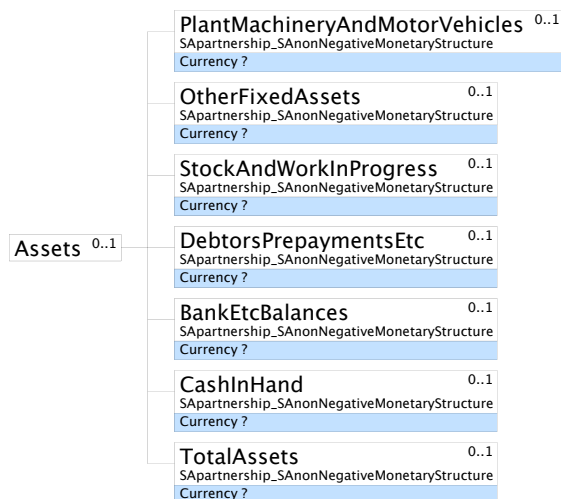 PlantMachineryAndMotorVehicles 0..1
SApartnership_SAnonNegativeMonetaryStructure
Currency ?
OtherFixedAssets 0..1
SApartnership_SAnonNegativeMonetaryStructure
Currency ?
StockAndWorkInProgress 0..1
SApartnership_SAnonNegativeMonetaryStructure
Currency ?
Assets 0..1
DebtorsPrepaymentsEtc 0..1
SApartnership_SAnonNegativeMonetaryStructure
Currency ?
BankEtcBalances 0..1
SApartnership_SAnonNegativeMonetaryStructure
Currency ?
CashInHand 0..1
SApartnership_SAnonNegativeMonetaryStructure
Currency ?
TotalAssets 0..1
SApartnership_SAnonNegativeMonetaryStructure
Currency ?